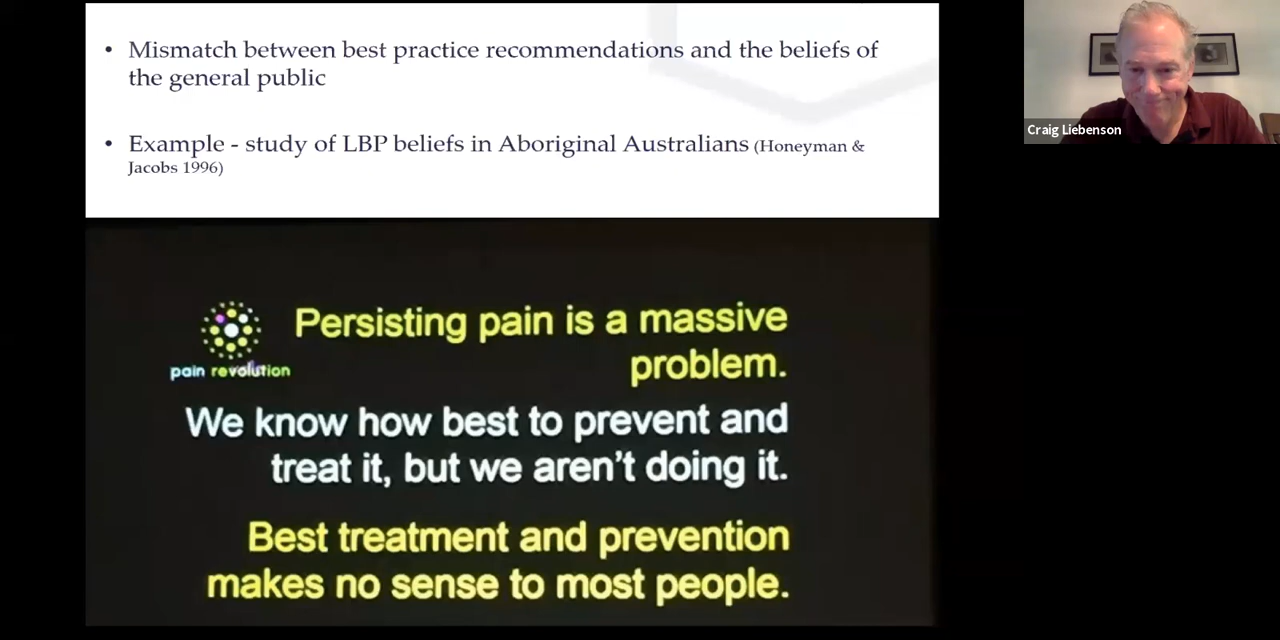 • Mismatch between best practice recommendations and the beliefs of
the general public
• Example - study of LBP beliefs in Aboriginal Australians (Honeyman &
Jacobs 1996)
Craig Liebenson
pain revolution
Persisting pain is a massive
problem.
We know how best to prevent and
treat it, but we aren't doing it.
Best treatment and prevention
makes no sense to most people.